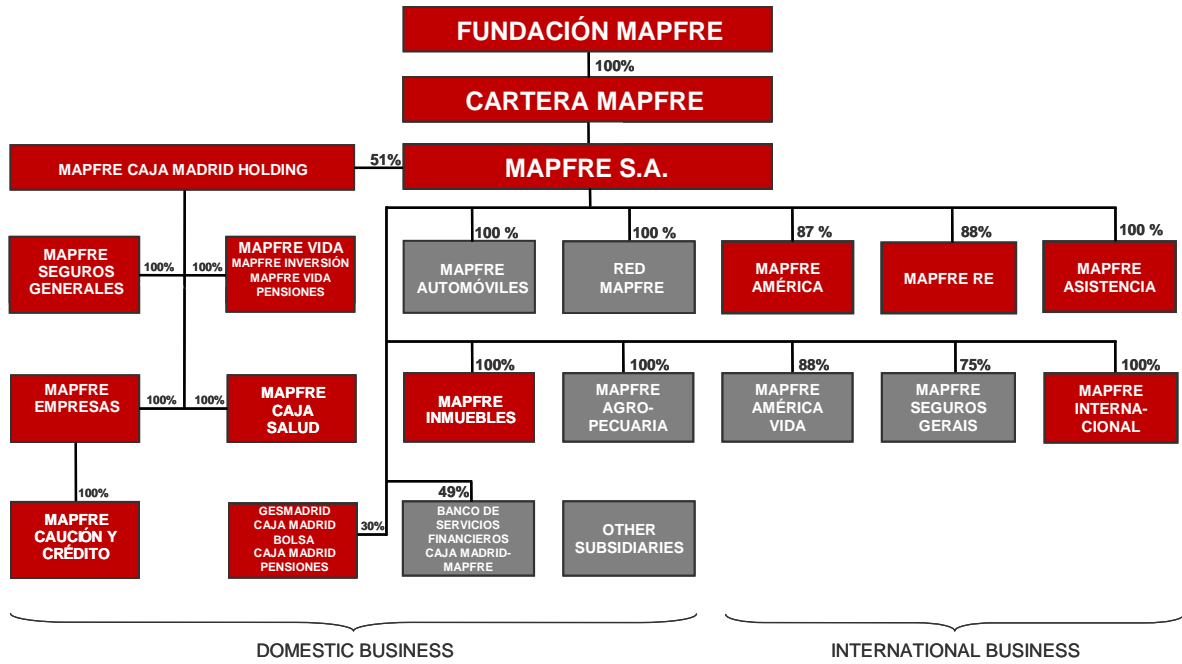 FUNDACIÓN MAPFRE
100%
CARTERA MAPFRE
MAPFRE CAJA MADRID HOLDING
51%
MAPFRE S.A.
MAPFRE
SEGUROS
GENERALES
100%
100%
MAPFRE VIDA
MAPFRE INVERSIÓN
MAPFRE VIDA
PENSIONES
100 %
MAPFRE
AUTOMÓVILES
100 %
RED
MAPFRE
87 %
MAPFRE
AMÉRICA
88%
MAPFRE RE
100 %
MAPFRE
ASISTENCIA
MAPFRE
EMPRESAS
100%
100%
MAPFRE
CAJA
SALUD
100%
MAPFRE
INMUEBLES
100%
MAPFRE
AGRO-
PECUARIA
88%
MAPFRE
AMÉRICA
VIDA
75%
MAPFRE
SEGUROS
GERAIS
100%
MAPFRE
INTERNA-
CIONAL
100%
MAPFRE
CAUCIÓN Y
CRÉDITO
GESMADRID
CAJA MADRID
BOLSA
CAJA MADRID
PENSIONES
30%
49%
BANCO DE
SERVICIOS
FINANCIEROS
CAJA MADRID-
MAPFRE
OTHER
SUBSIDIARIES
DOMESTIC BUSINESS
INTERNATIONAL BUSINESS